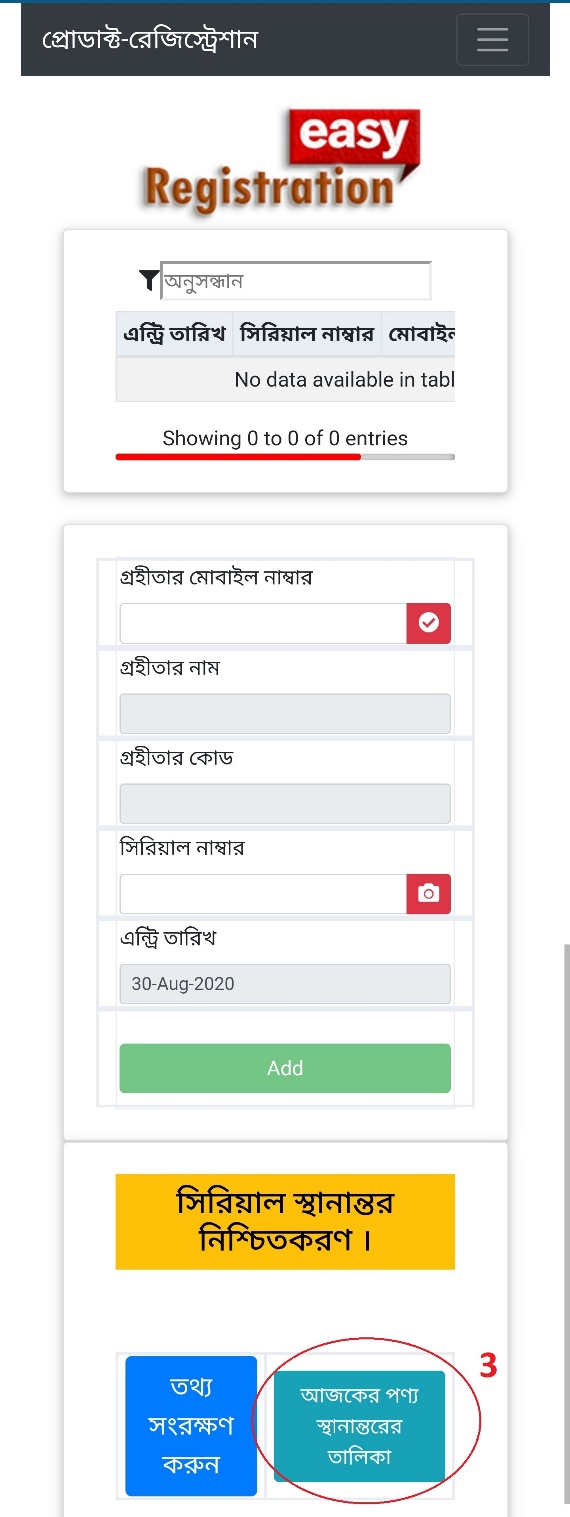 প্রোডাক্ট-রেজিস্ট্রেশান
easy
Registration
অনুসন্ধান
এন্ট্রি তারিখ সিরিয়াল নাম্বার মোবাইল
No data available in tabl
Showing 0 to 0 of 0 entries
গ্রহীতার মোবাইল নাম্বার
গ্রহীতার নাম
গ্রহীতার কোড
সিরিয়াল নাম্বার
এন্ট্রি তারিখ
30-Aug-2020
Add
সিরিয়াল স্থানান্তর
নিশ্চিতকরণ ।
3
তথ্য
সংরক্ষণ
করুন
আজকের পণ্য
স্থানান্তরের
তালিকা